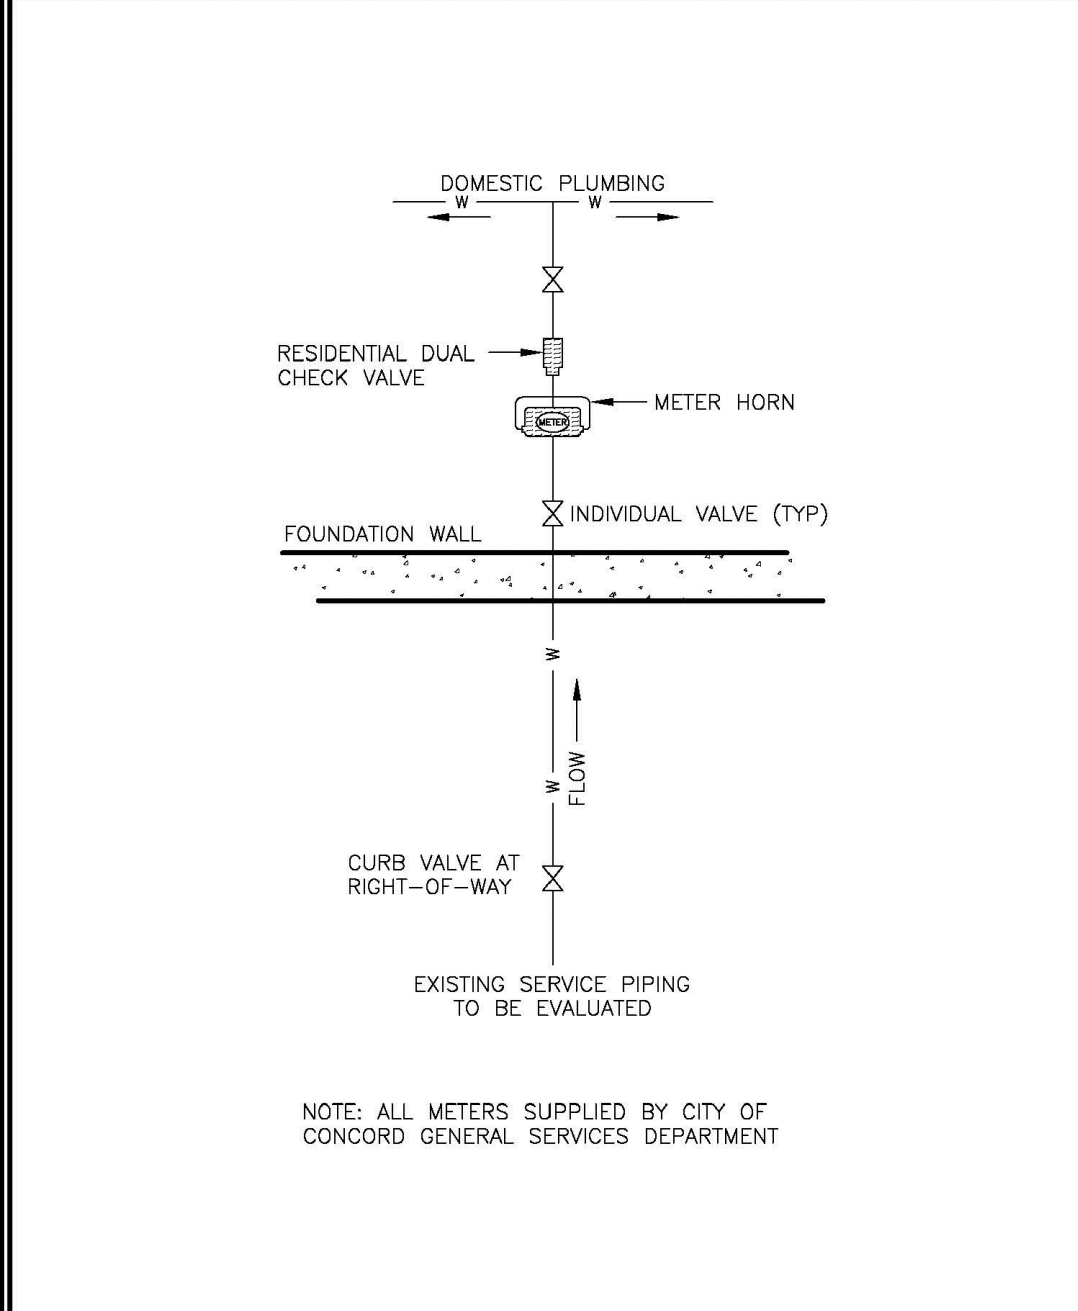 DOMESTIC PLUMBING
W W
RESIDENTIAL DUAL
CHECK VALVE
METER HORN
METER
INDIVIDUAL VALVE (TYP)
FOUNDATION WALL
W
W
FLOW
CURB VALVE AT
RIGHT-OF-WAY
EXISTING SERVICE PIPING
TO BE EVALUATED
NOTE: ALL METERS SUPPLIED BY CITY OF
CONCORD GENERAL SERVICES DEPARTMENT